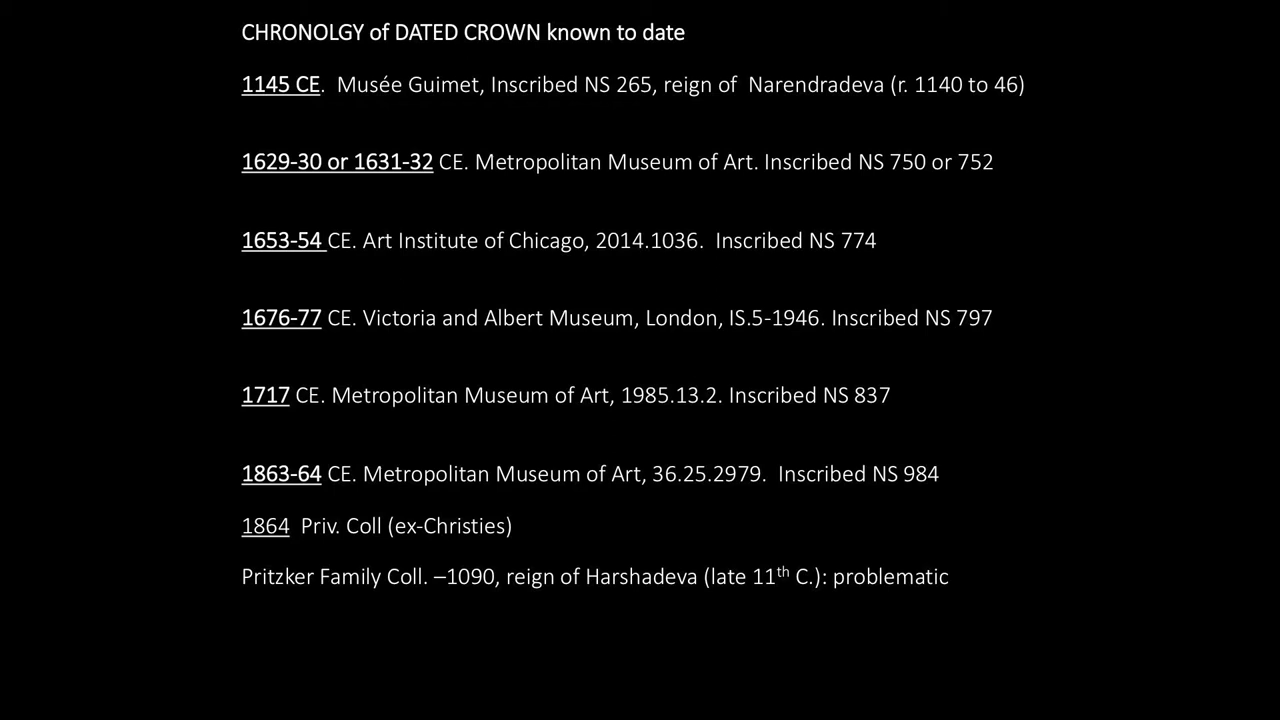 CHRONOLGY of DATED CROWN known to date
1145 CE. Musée Guimet, Inscribed NS 265, reign of Narendradeva (r. 1140 to 46)
1629-30 or 1631-32 CE. Metropolitan Museum of Art. Inscribed NS 750 or 752
1653-54 CE. Art Institute of Chicago, 2014.1036. Inscribed NS 774
1676-77 CE. Victoria and Albert Museum, London, IS.5-1946. Inscribed NS 797
1717 CE. Metropolitan Museum of Art, 1985.13.2. Inscribed NS 837
1863-64 CE. Metropolitan Museum of Art, 36.25.2979. Inscribed NS 984
1864 Priv. Coll (ex-Christies)
Pritzker Family Coll. –1090, reign of Harshadeva (late 11th C.): problematic